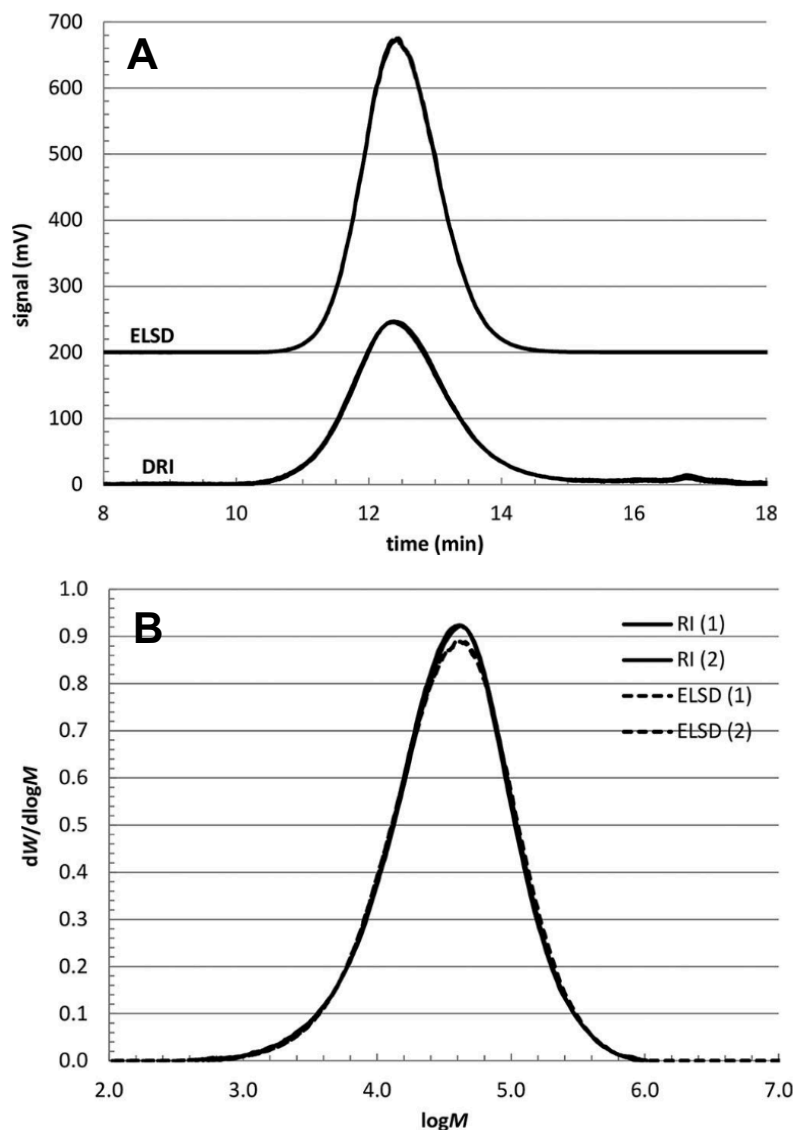 A
700
600
500
400
300
200
100
0
signal (mV)
ELSD
DRI
8 10 12 14 16 18
time (min)
B
1.0
0.9
0.8
0.7
0.6
0.5
0.4
0.3
0.2
0.1
0.0
dW/dlogM
RI (1)
RI (2)
ELSD (1)
ELSD (2)
2.0 3.0 4.0 5.0 6.0 7.0
logM